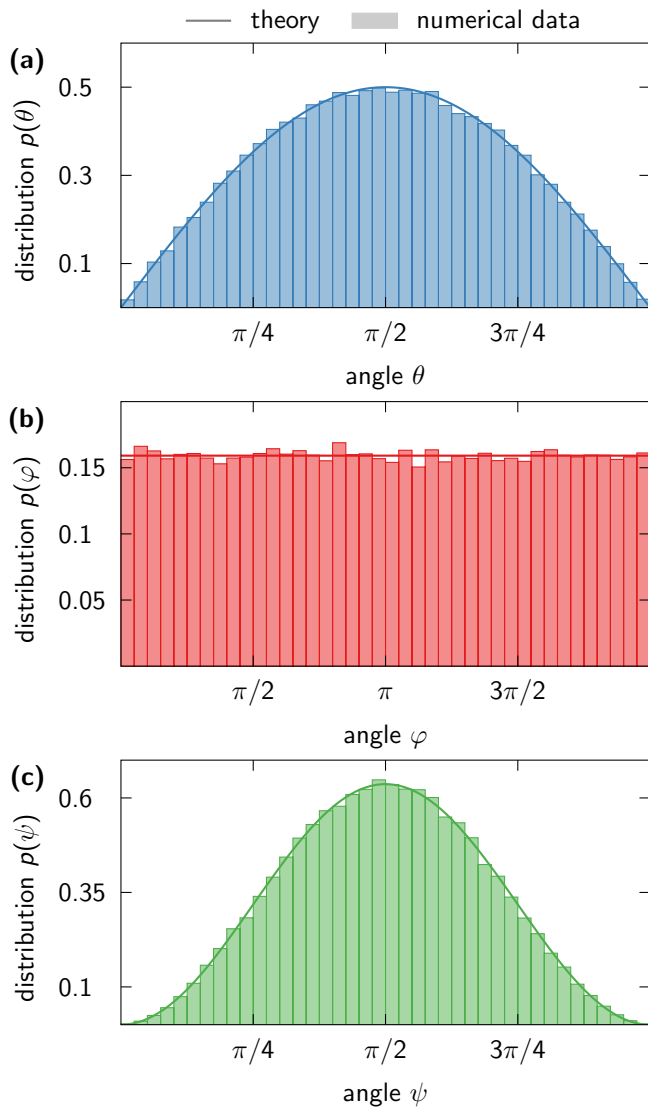 theory numerical data
(a)
distribution p(θ)
0.5
0.3
0.1
π/4 π/2 3π/4
angle θ
(b)
distribution p(φ)
0.15
0.1
0.05
π/2 π 3π/2
angle φ
(c)
distribution p(ψ)
0.6
0.35
0.1
π/4 π/2 3π/4
angle ψ